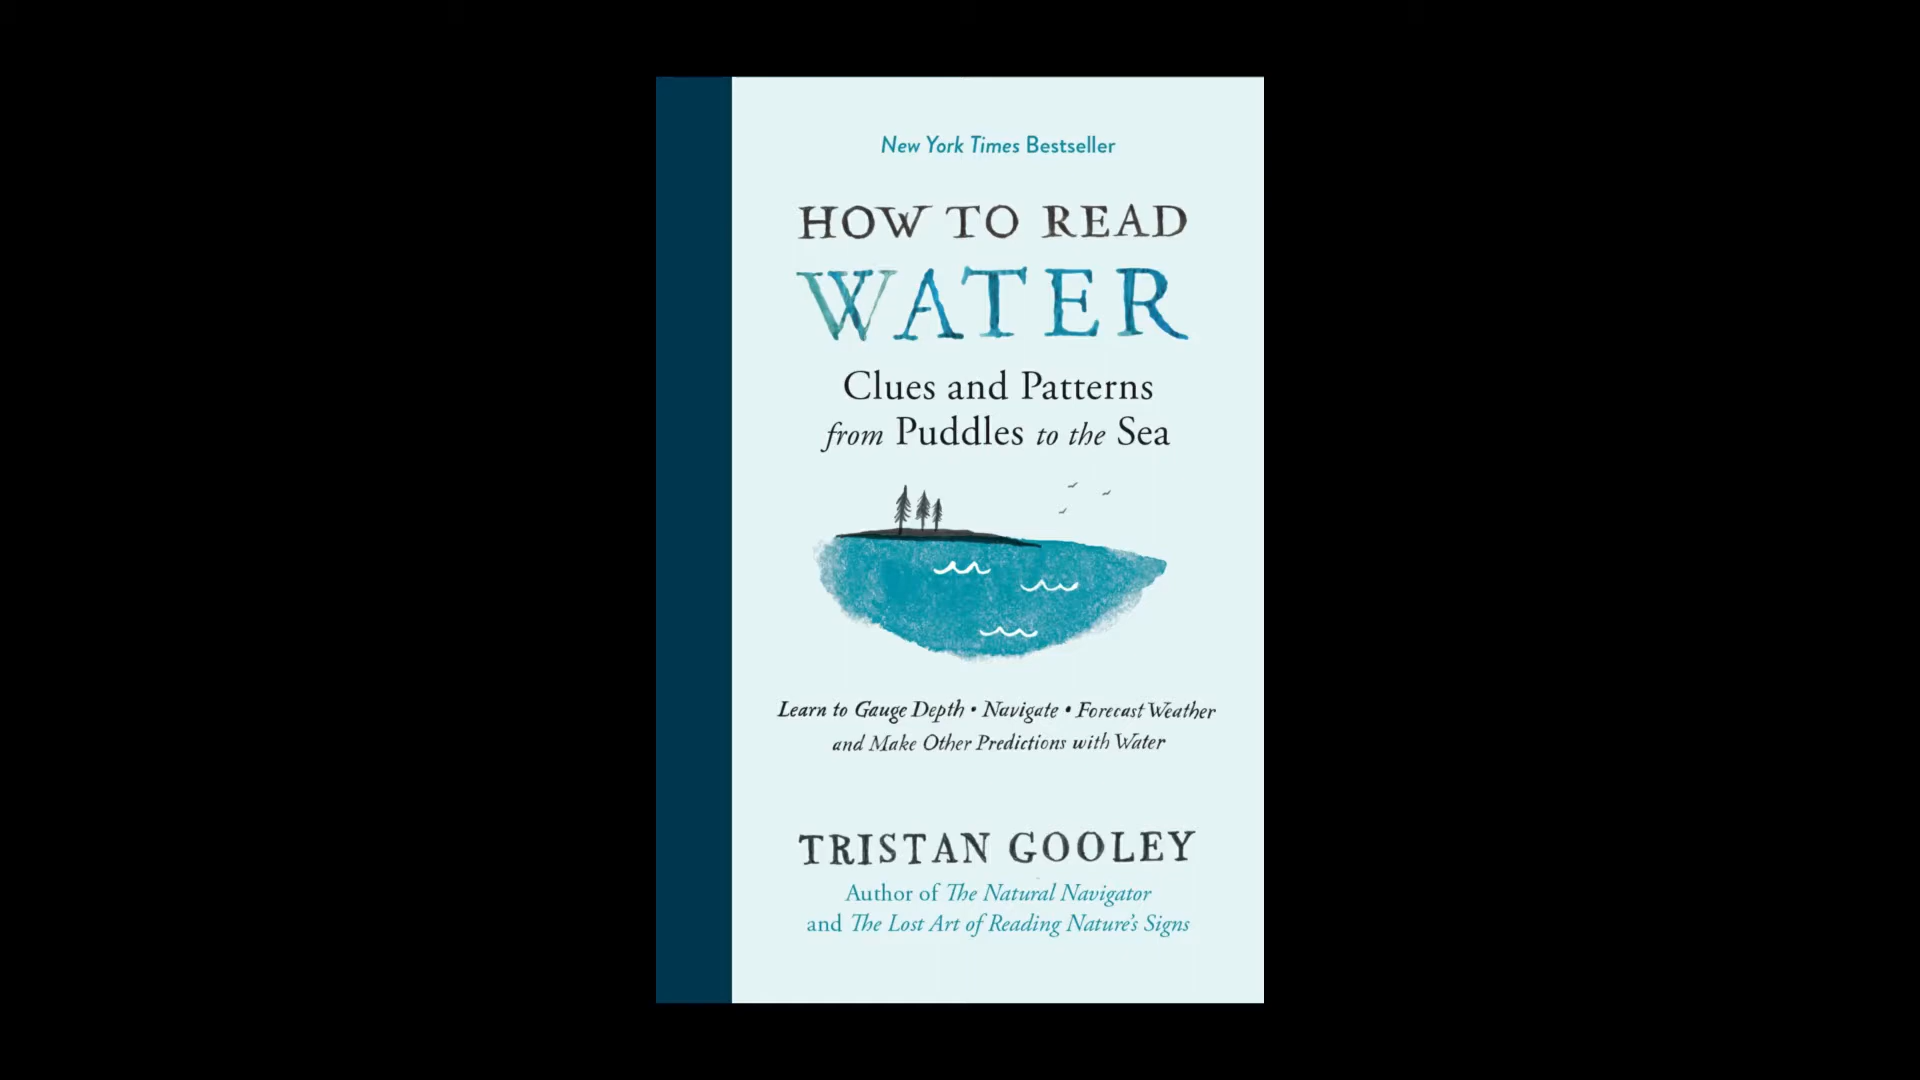 New York Times Bestseller
HOW TO READ
WATER
Clues and Patterns
from Puddles to the Sea
Learn to Gauge Depth • Navigate • Forecast Weather
and Make Other Predictions with Water
TRISTAN GOOLEY
Author of The Natural Navigator
and The Lost Art of Reading Nature's Signs